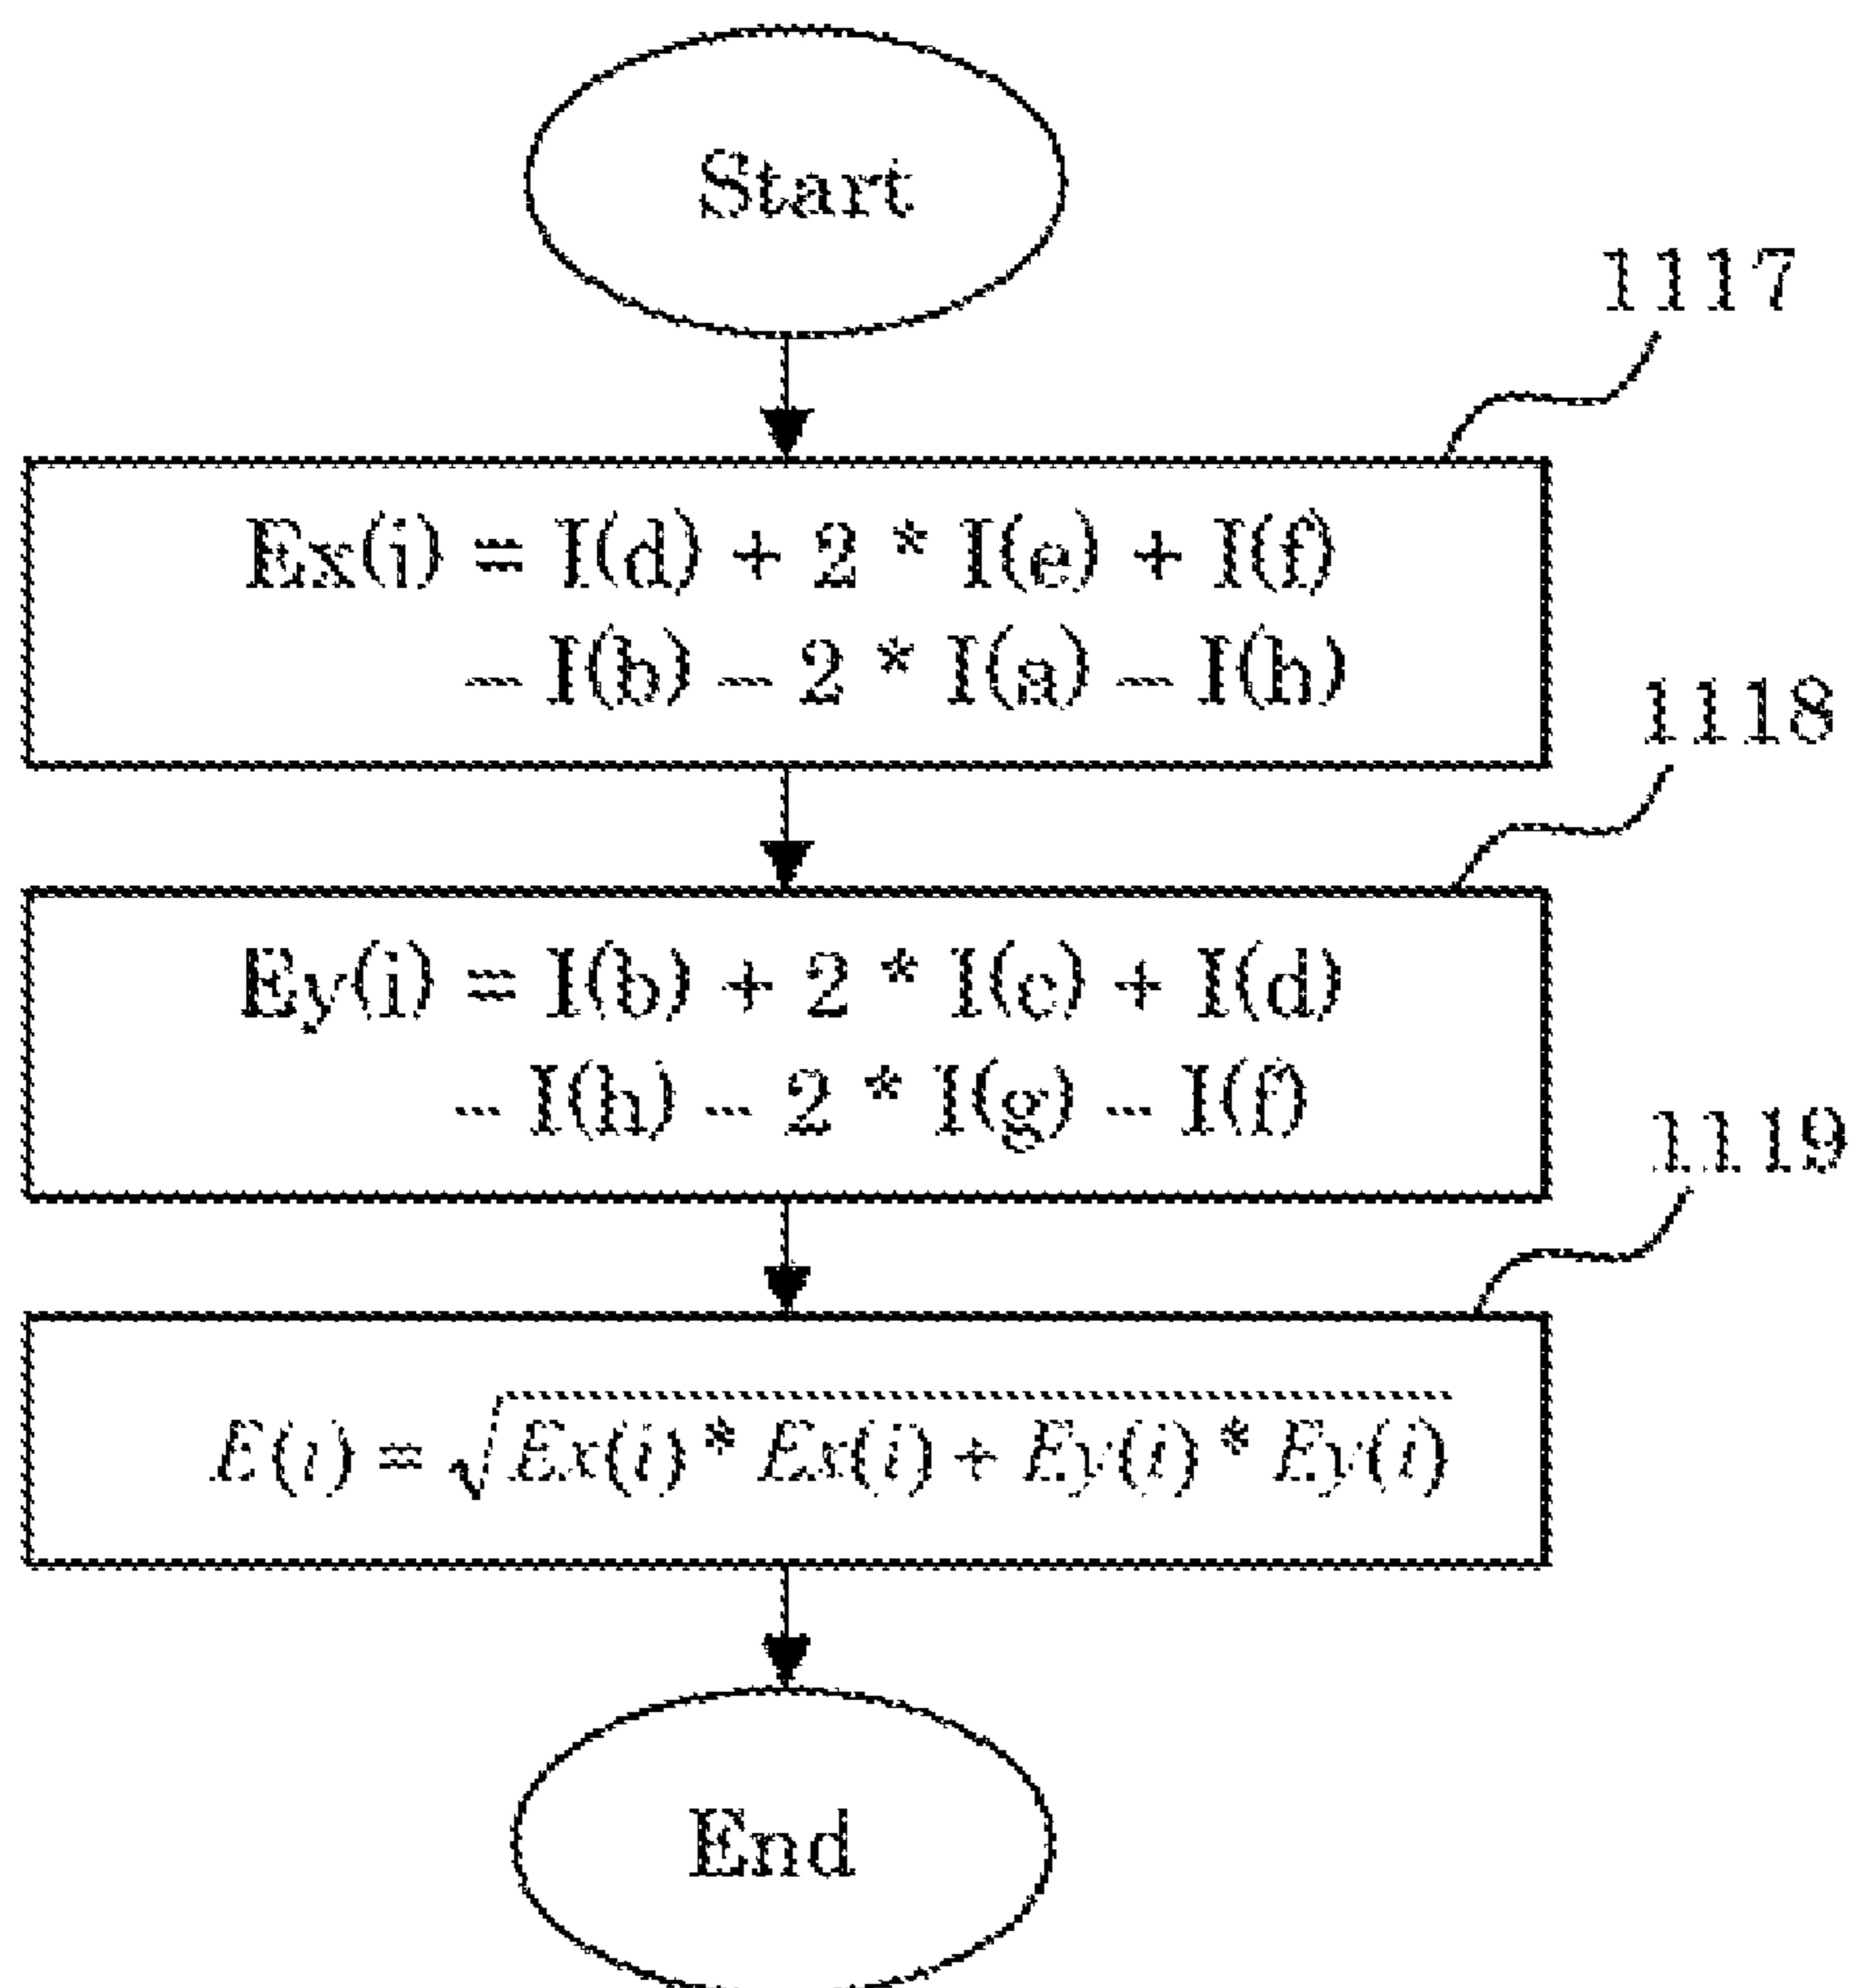 Start
1117
Ex(i) = I(d) + 2 * I(e) + I(f)
- I(b) - 2 * I(a) - I(h)
1118
Ey(i) = I(b) + 2 * I(c) + I(d)
- I(h) - 2 * I(g) - I(f)
1119
E(i) = √Ex(i) * Ex(i) + Ey(i) * Ey(i)
End